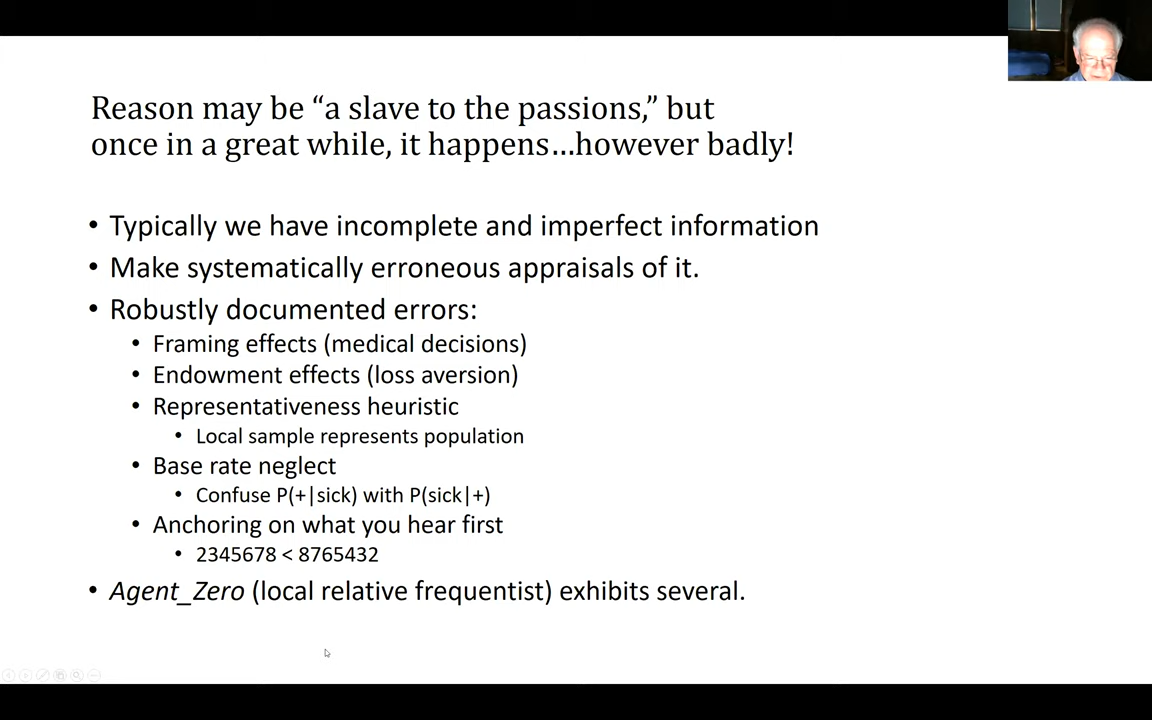 Reason may be “a slave to the passions,” but
once in a great while, it happens…however badly!
• Typically we have incomplete and imperfect information
• Make systematically erroneous appraisals of it.
• Robustly documented errors:
• Framing effects (medical decisions)
• Endowment effects (loss aversion)
• Representativeness heuristic
• Local sample represents population
• Base rate neglect
• Confuse P(+|sick) with P(sick|+)
• Anchoring on what you hear first
• 2345678 < 8765432
• Agent_Zero (local relative frequentist) exhibits several.